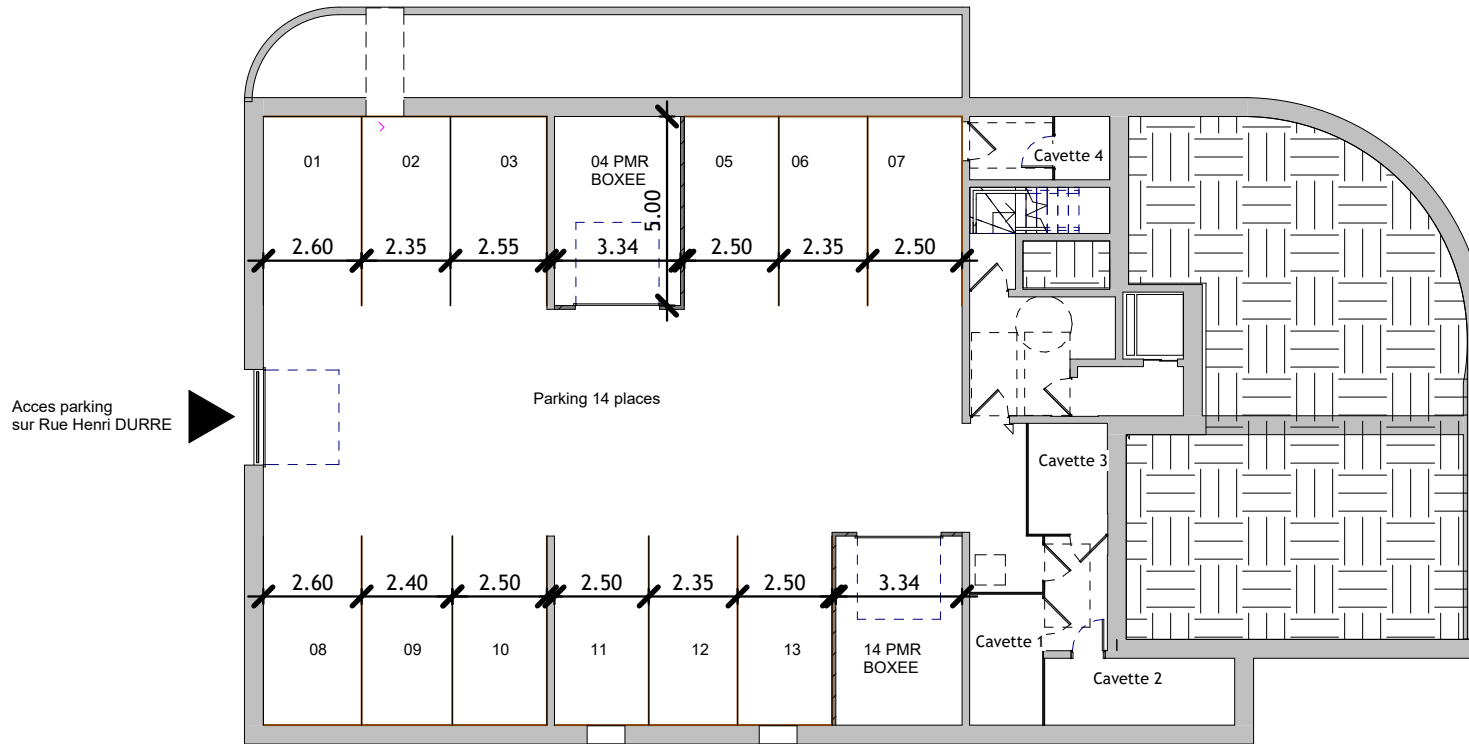 01
02
03
04 PMR
BOXEE
05
06
07
Cavette 4
5.00
2.60
2.35
2.55
3.34
2.50
2.35
2.50
Acces parking
sur Rue Henri DURRE
Parking 14 places
Cavette 3
2.60
2.40
2.50
2.50
2.35
2.50
3.34
08
09
10
11
12
13
14 PMR
BOXEE
Cavette 1
Cavette 2